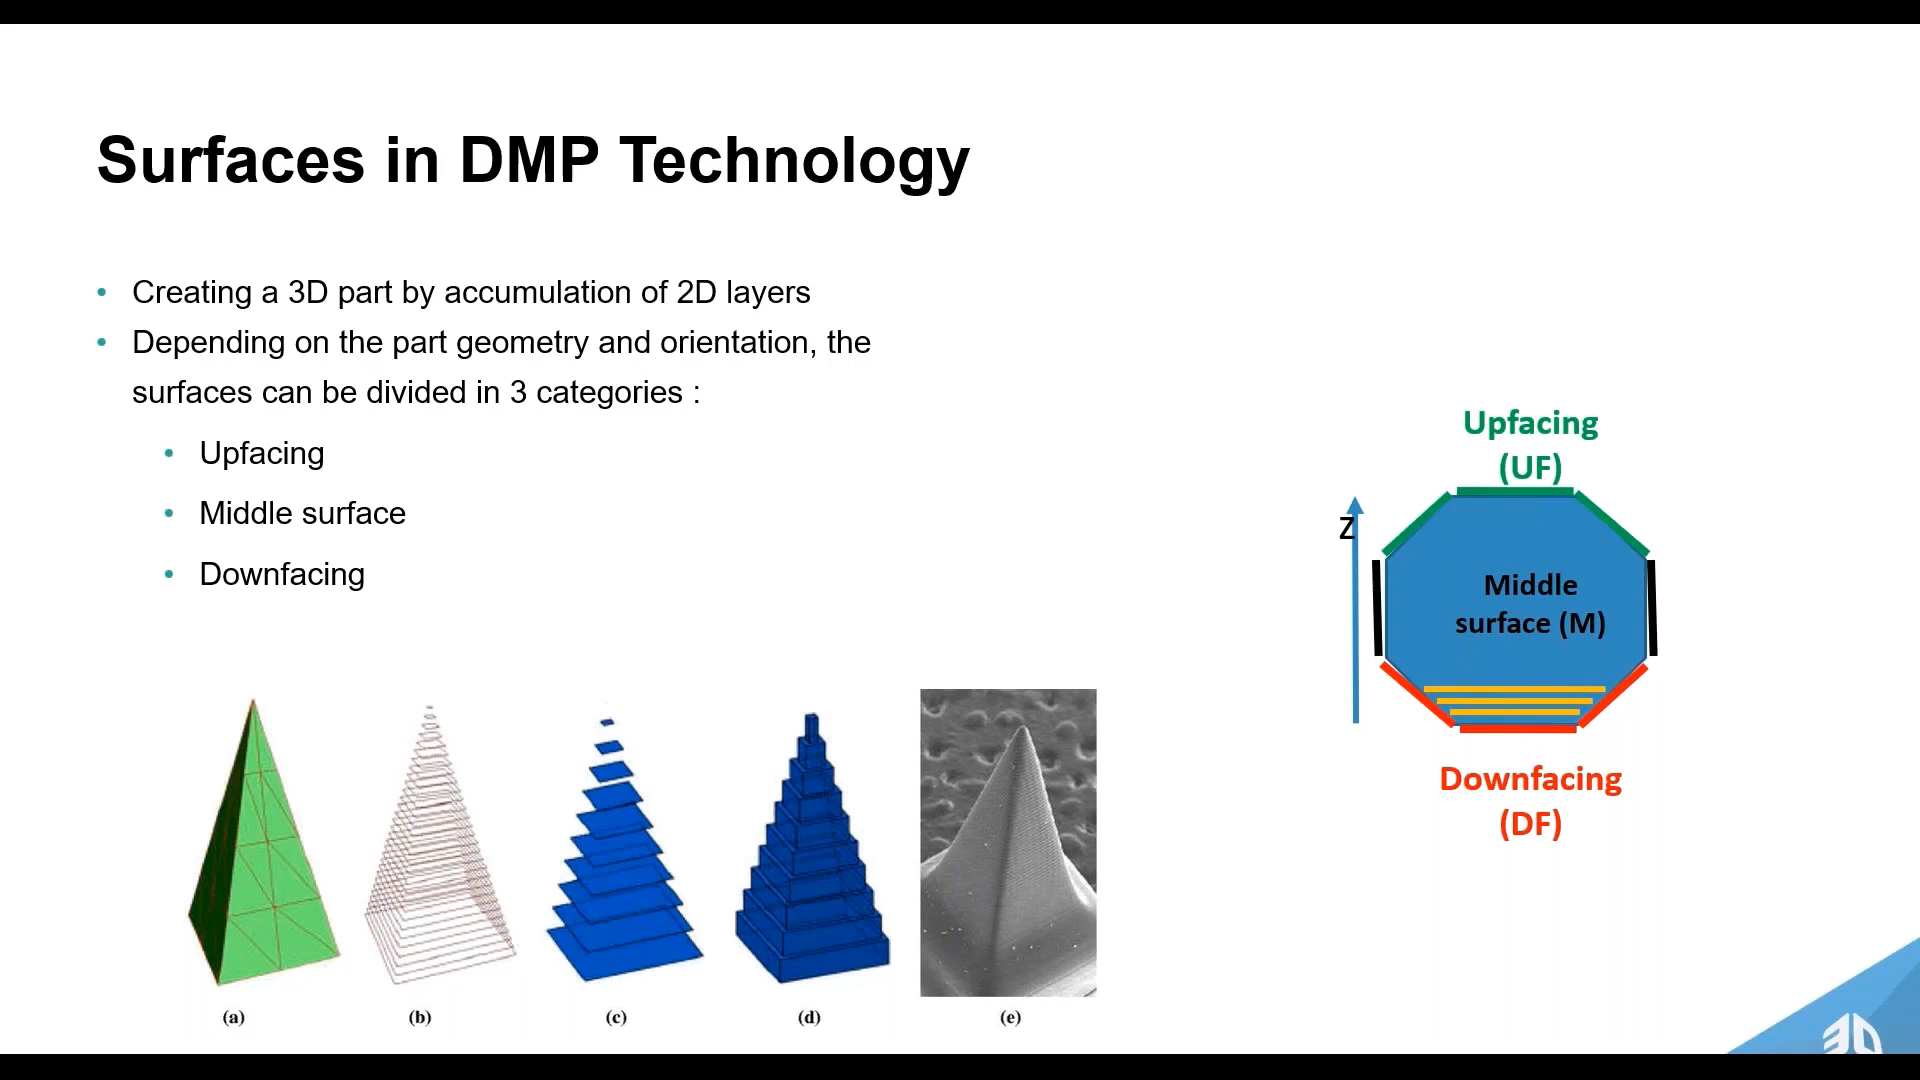 Surfaces in DMP Technology
• Creating a 3D part by accumulation of 2D layers
• Depending on the part geometry and orientation, the
surfaces can be divided in 3 categories :
• Upfacing
• Middle surface
• Downfacing
(a)
(b)
(c)
(d)
(e)
Upfacing
(UF)
Z
Middle
surface (M)
Downfacing
(DF)
3D